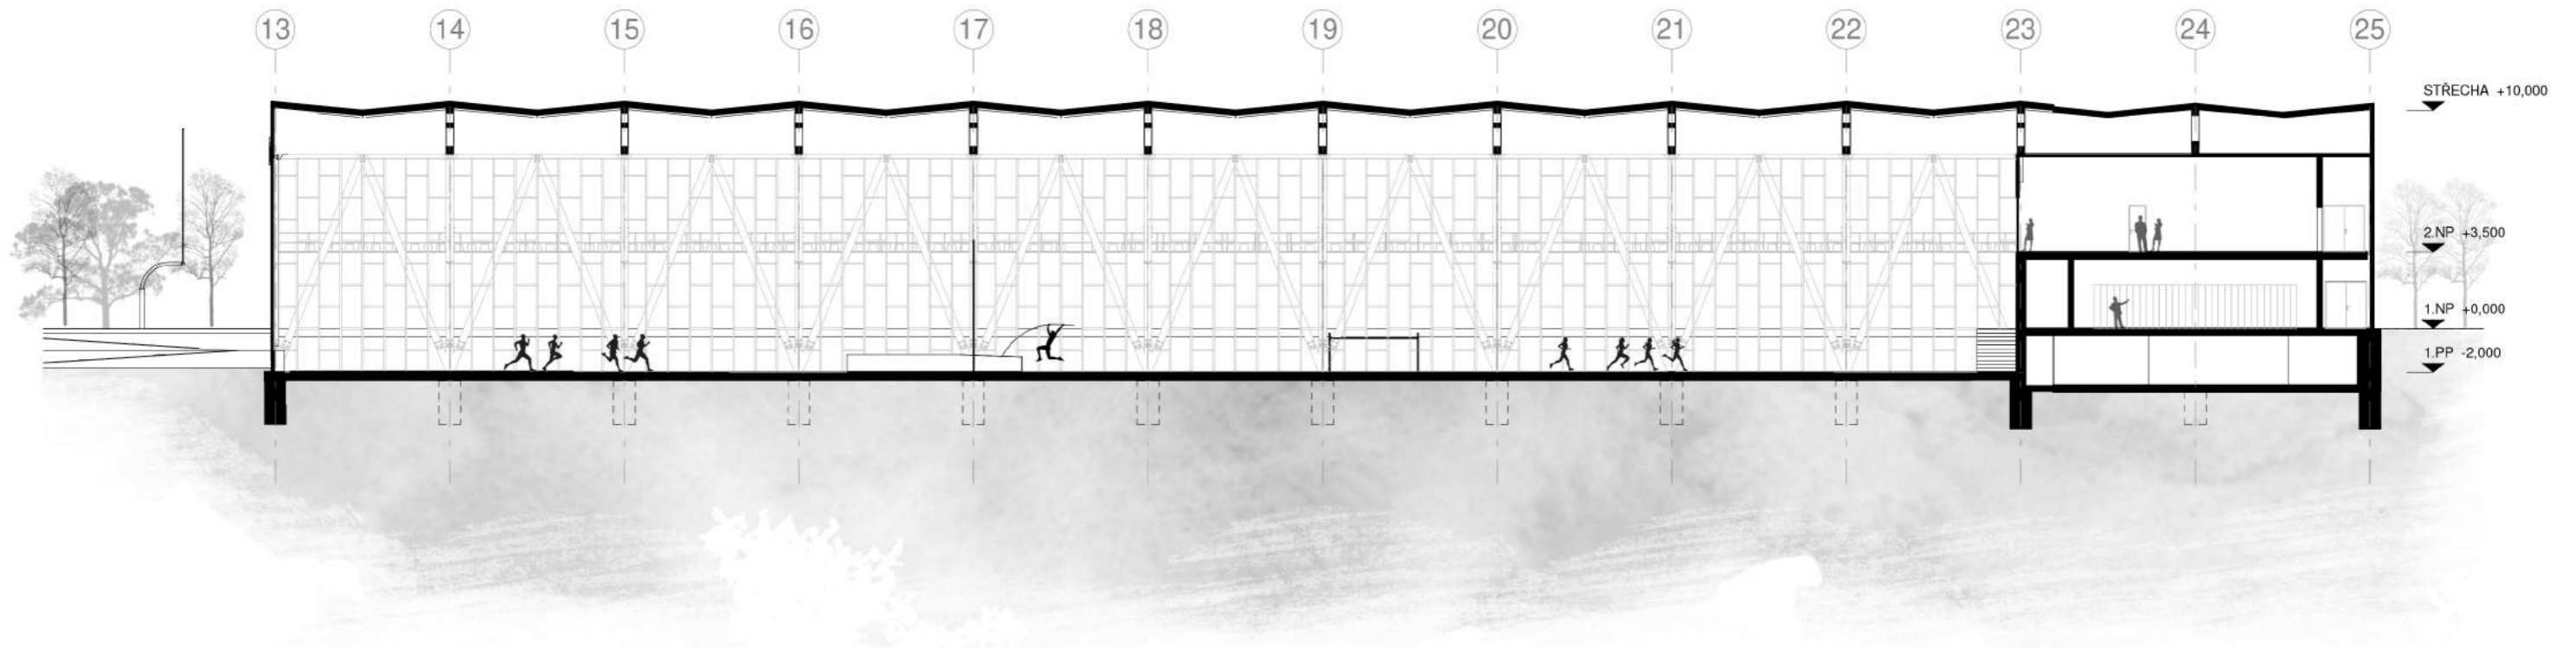 13 14 15 16 17 18 19 20 21 22 23 24 25
STŘECHA +10,000
2.NP +3,500
1.NP +0,000
1.PP -2,000